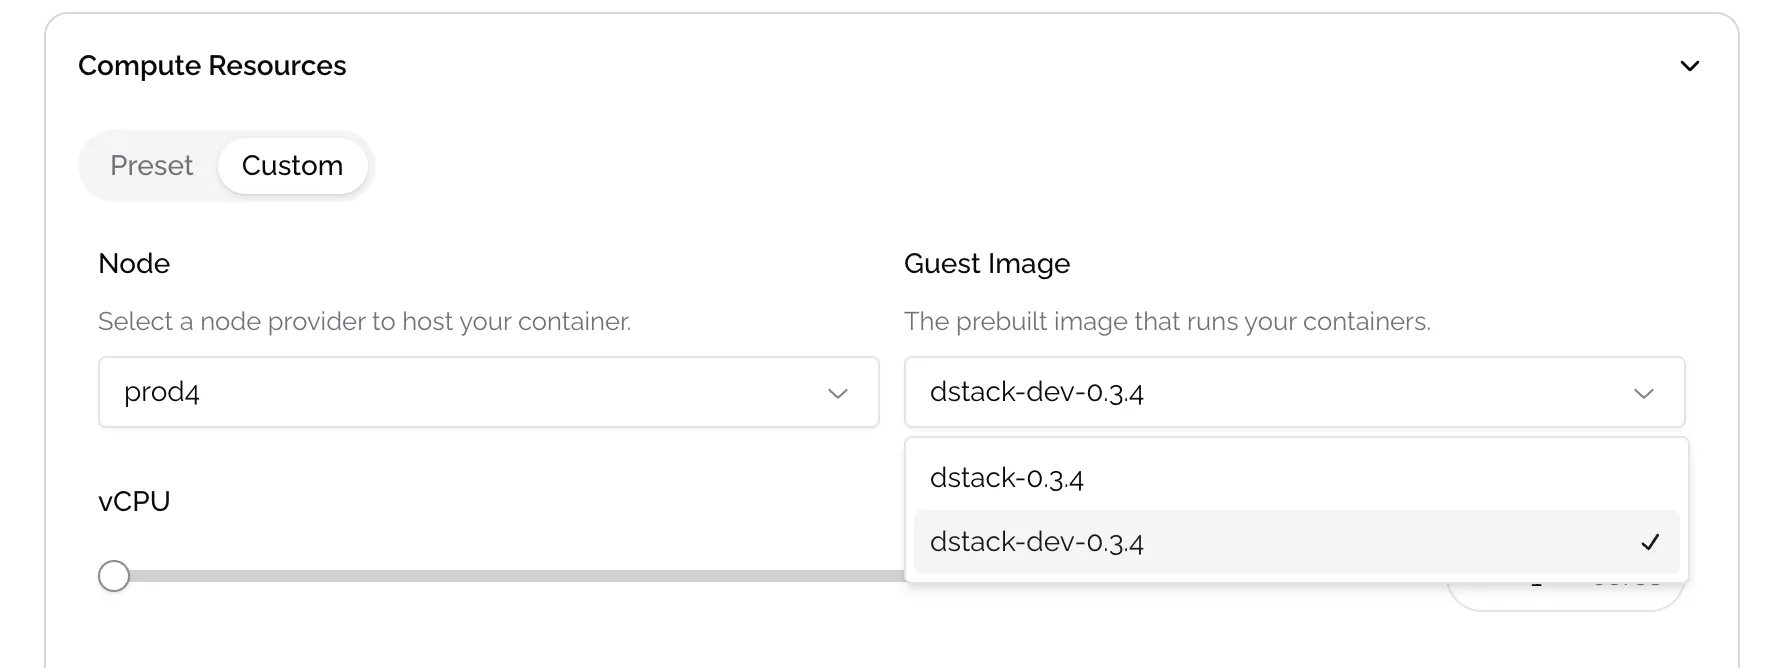 Compute Resources
Preset Custom
Node
Select a node provider to host your container.
prod4
Guest Image
The prebuilt image that runs your containers.
dstack-dev-0.3.4
dstack-0.3.4
dstack-dev-0.3.4
vCPU